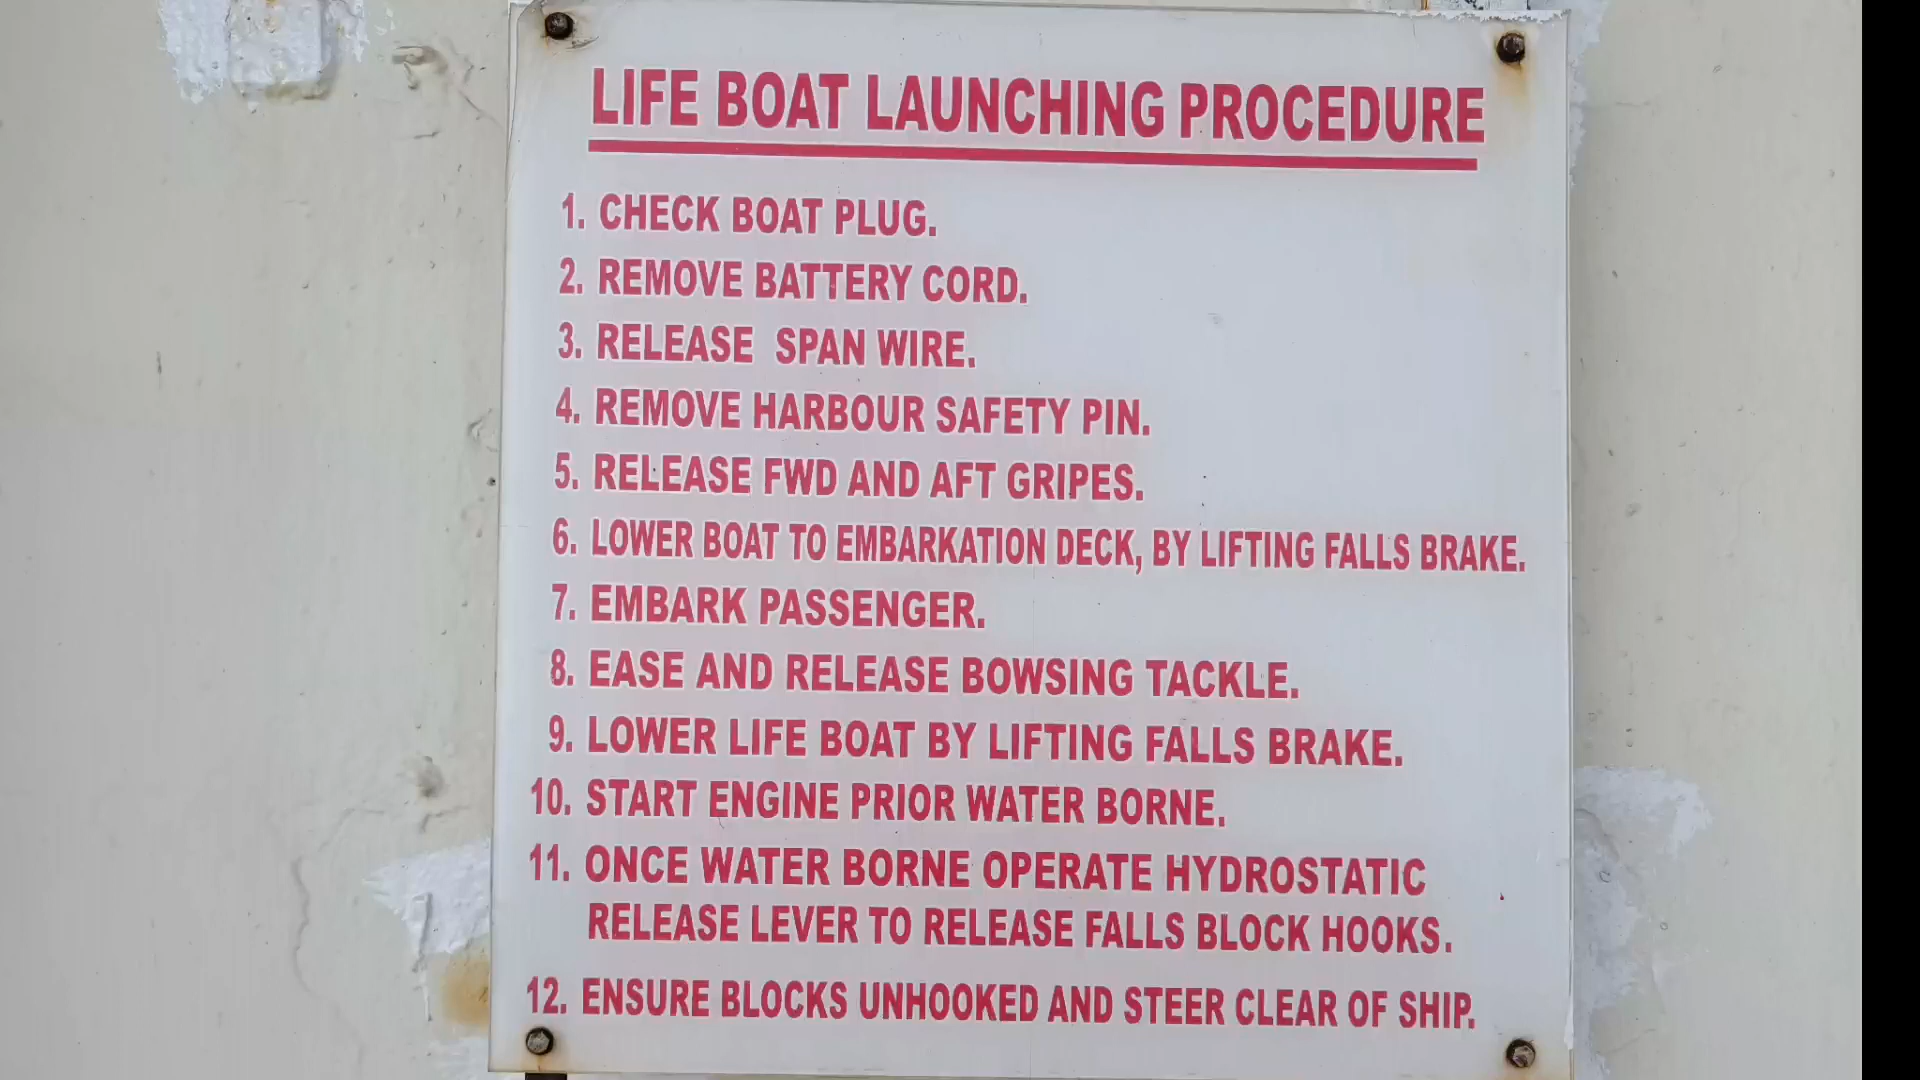 LIFE BOAT LAUNCHING PROCEDURE
1. CHECK BOAT PLUG.
2. REMOVE BATTERY CORD.
3. RELEASE SPAN WIRE.
4. REMOVE HARBOUR SAFETY PIN.
5. RELEASE FWD AND AFT GRIPES.
6. LOWER BOAT TO EMBARKATION DECK, BY LIFTING FALLS BRAKE.
7. EMBARK PASSENGER.
8. EASE AND RELEASE BOWSING TACKLE.
9. LOWER LIFE BOAT BY LIFTING FALLS BRAKE.
10. START ENGINE PRIOR WATER BORNE.
11. ONCE WATER BORNE OPERATE HYDROSTATIC
RELEASE LEVER TO RELEASE FALLS BLOCK HOOKS.
12. ENSURE BLOCKS UNHOOKED AND STEER CLEAR OF SHIP.